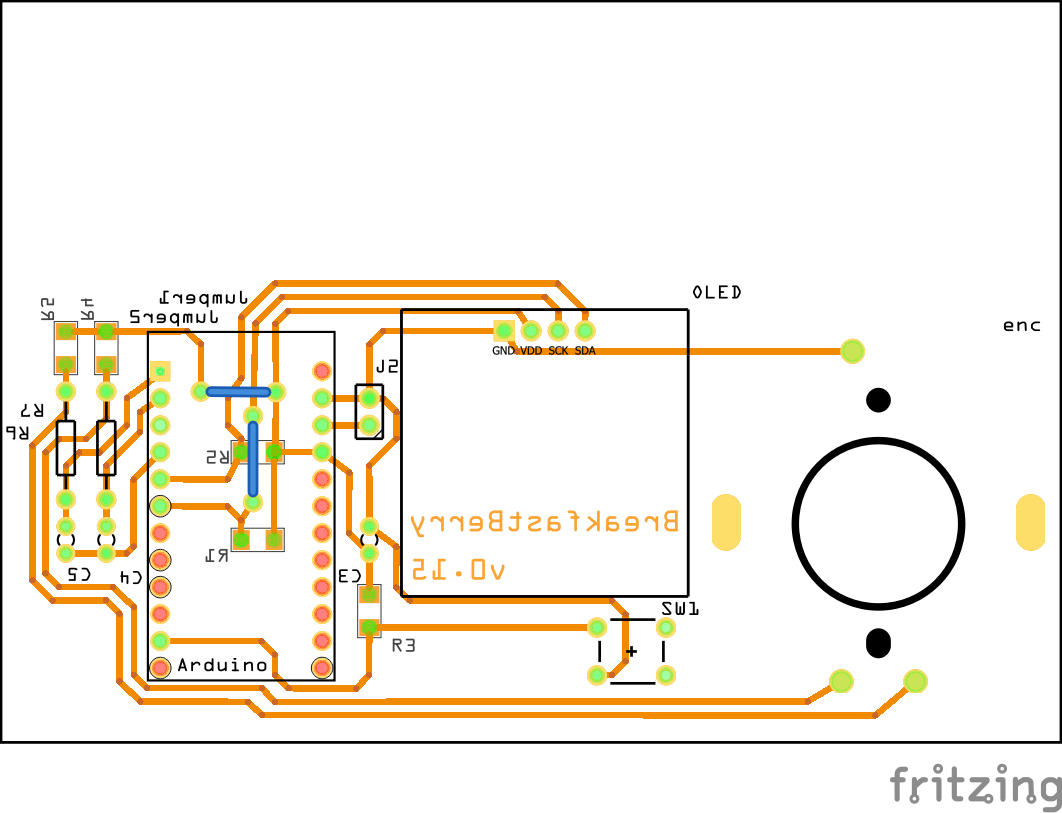 OLED
Jumper1
R5
R4
Jumper2
enc
GND VDD SCK SDA
J2
R7
R6
R2
BreakfastBerry
R1
v0.15
C5
C4
C3
SW1
R3
+
Arduino
fritzing